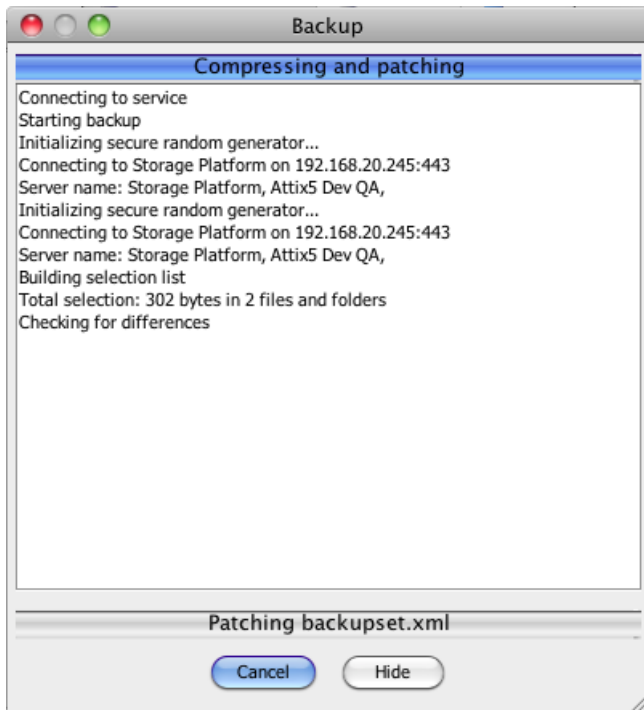 Backup
Compressing and patching
Connecting to service
Starting backup
Initializing secure random generator...
Connecting to Storage Platform on 192.168.20.245:443
Server name: Storage Platform, Attix5 Dev QA,
Initializing secure random generator...
Connecting to Storage Platform on 192.168.20.245:443
Server name: Storage Platform, Attix5 Dev QA,
Building selection list
Total selection: 302 bytes in 2 files and folders
Checking for differences
Patching backupset.xml
Cancel Hide